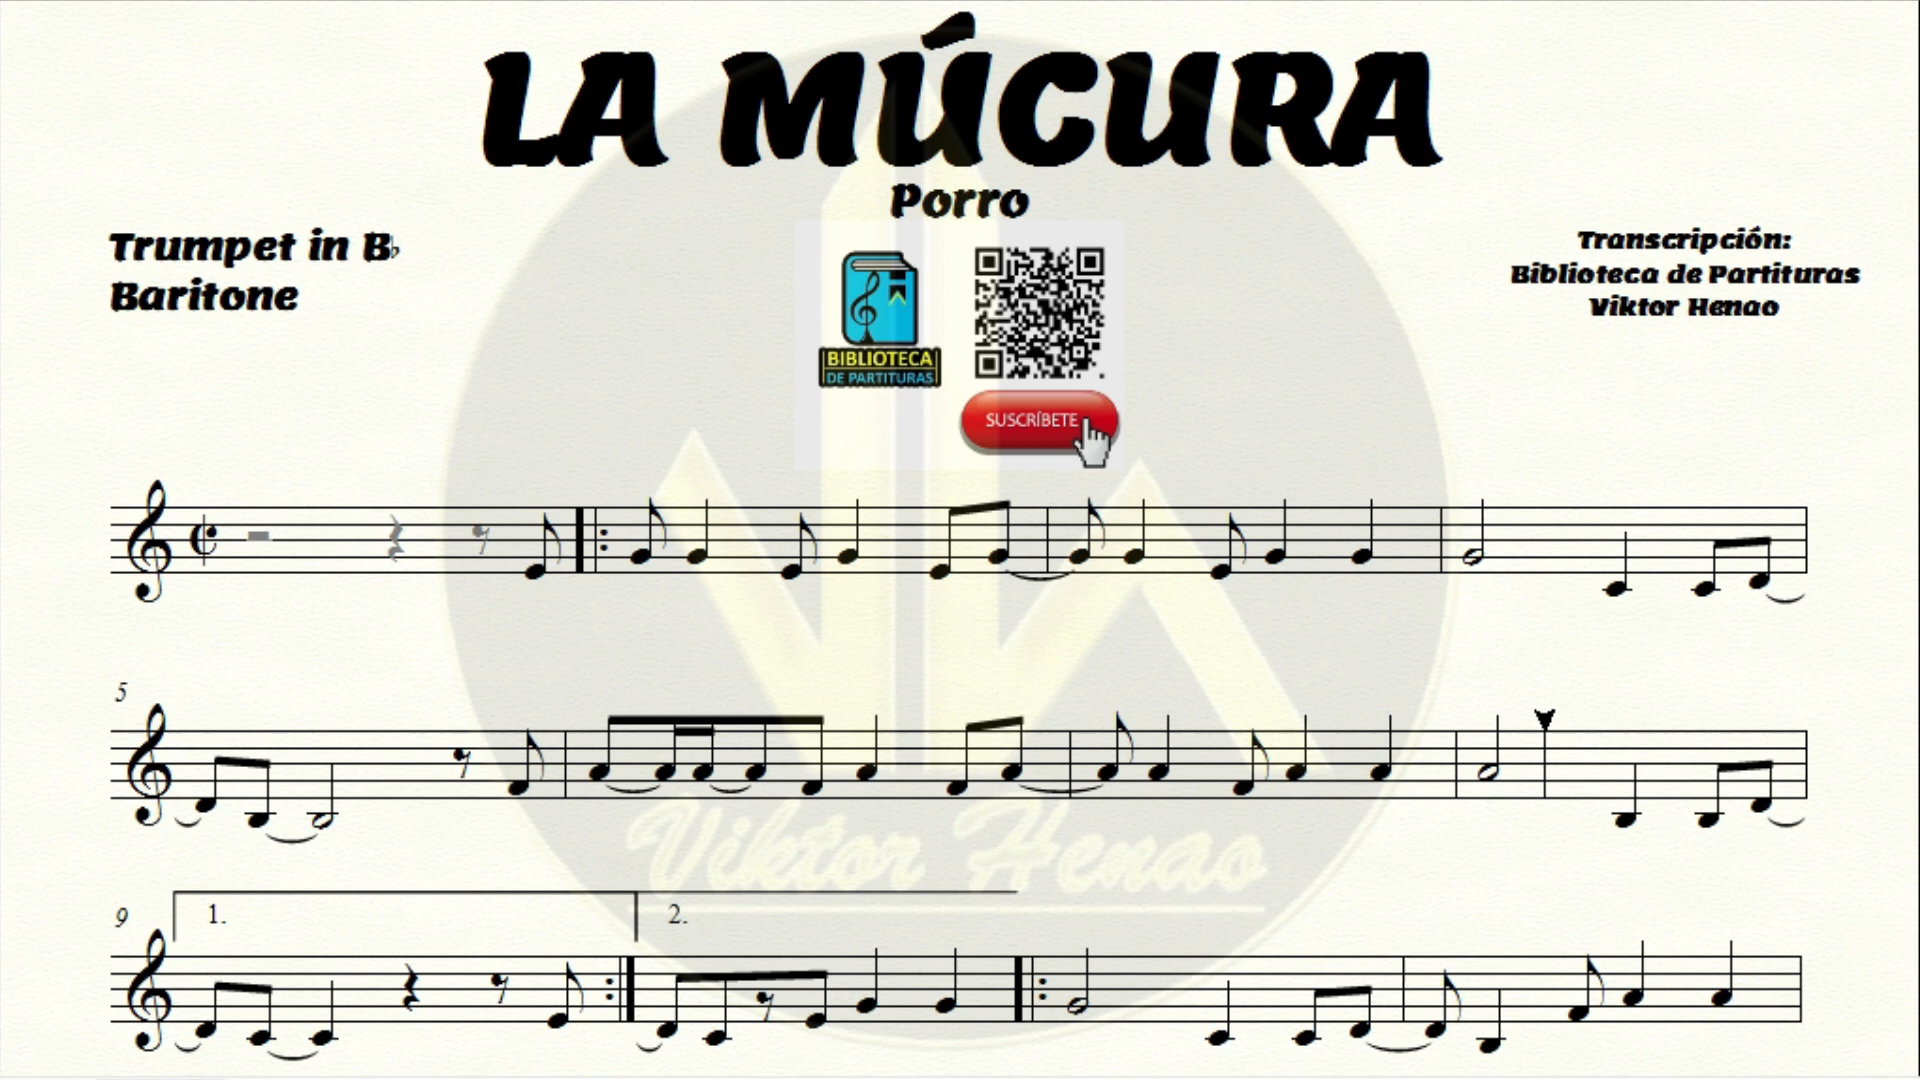 LA MÚCURA
Porro
Trumpet in B♭
Baritone
Transcripción:
Biblioteca de Partituras
Viktor Henao
BIBLIOTECA
DE PARTITURAS
SUSCRÍBETE
5
Viktor Henao
9
1.
2.